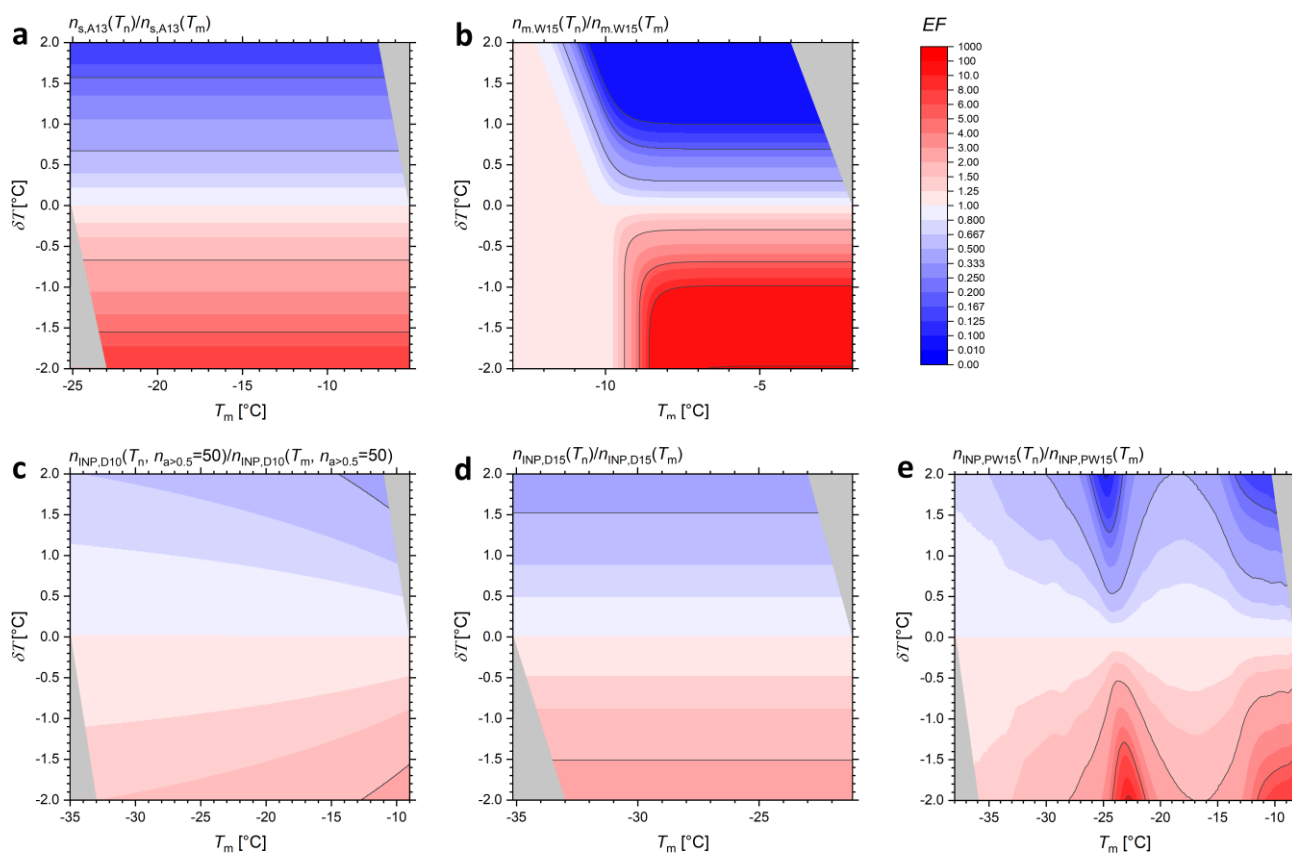 a
n_s,A13(T_n)/n_s,A13(T_m)
2.0
1.5
1.0
0.5
0.0
-0.5
-1.0
-1.5
-2.0
δT [°C]
-25 -20 -15 -10
T_m [°C]
b
n_m.W15(T_n)/n_m.W15(T_m)
2.0
1.5
1.0
0.5
0.0
-0.5
-1.0
-1.5
-2.0
δT [°C]
-10 -5
T_m [°C]
EF
1000
100
10.0
6.00
8.00
4.00
3.00
2.00
1.50
1.25
0.800
0.667
0.500
0.333
0.250
0.200
0.167
0.125
0.100
0.010
0.00
c
n_INP,D10(T_n, n_a>0.5=50)/n_INP,D10(T_m, n_a>0.5=50)
2.0
1.5
1.0
0.5
0.0
-0.5
-1.0
-1.5
-2.0
δT [°C]
-35 -30 -25 -20 -15 -10
T_m [°C]
d
n_INP,D15(T_n)/n_INP,D15(T_m)
2.0
1.5
1.0
0.5
0.0
-0.5
-1.0
-1.5
-2.0
δT [°C]
-35 -30 -25
T_m [°C]
e
n_INP,PW15(T_n)/n_INP,PW15(T_m)
2.0
1.5
1.0
0.5
0.0
-0.5
-1.0
-1.5
-2.0
δT [°C]
-35 -30 -25 -20 -15 -10
T_m [°C]